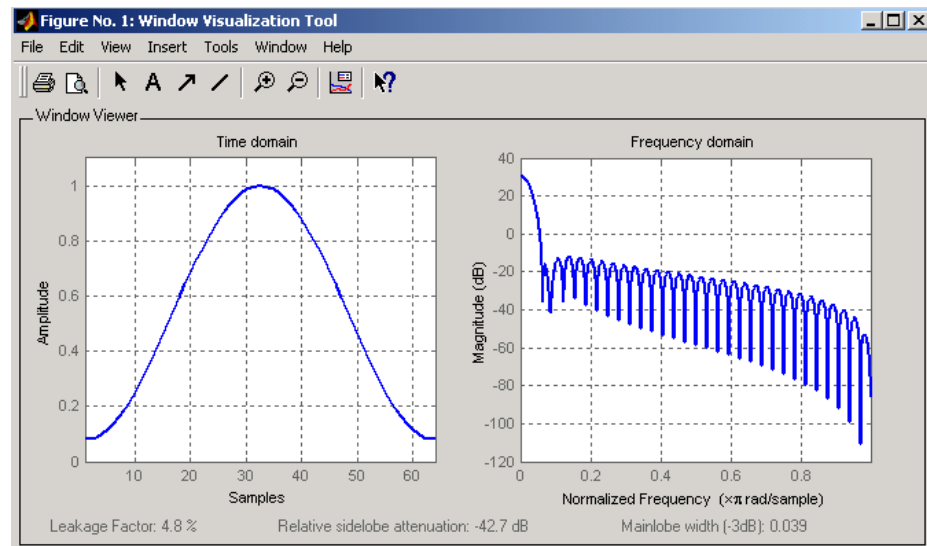 Figure No. 1: Window Visualization Tool
File Edit View Insert Tools Window Help
A
Window Viewer
Time domain
1
0.8
0.6
0.4
0.2
0
Amplitude
10 20 30 40 50 60
Samples
Frequency domain
40
20
0
-20
-40
-60
-80
-100
-120
Magnitude (dB)
0 0.2 0.4 0.6 0.8
Normalized Frequency (×π rad/sample)
Leakage Factor: 4.8 % Relative sidelobe attenuation: -42.7 dB Mainlobe width (-3dB): 0.039